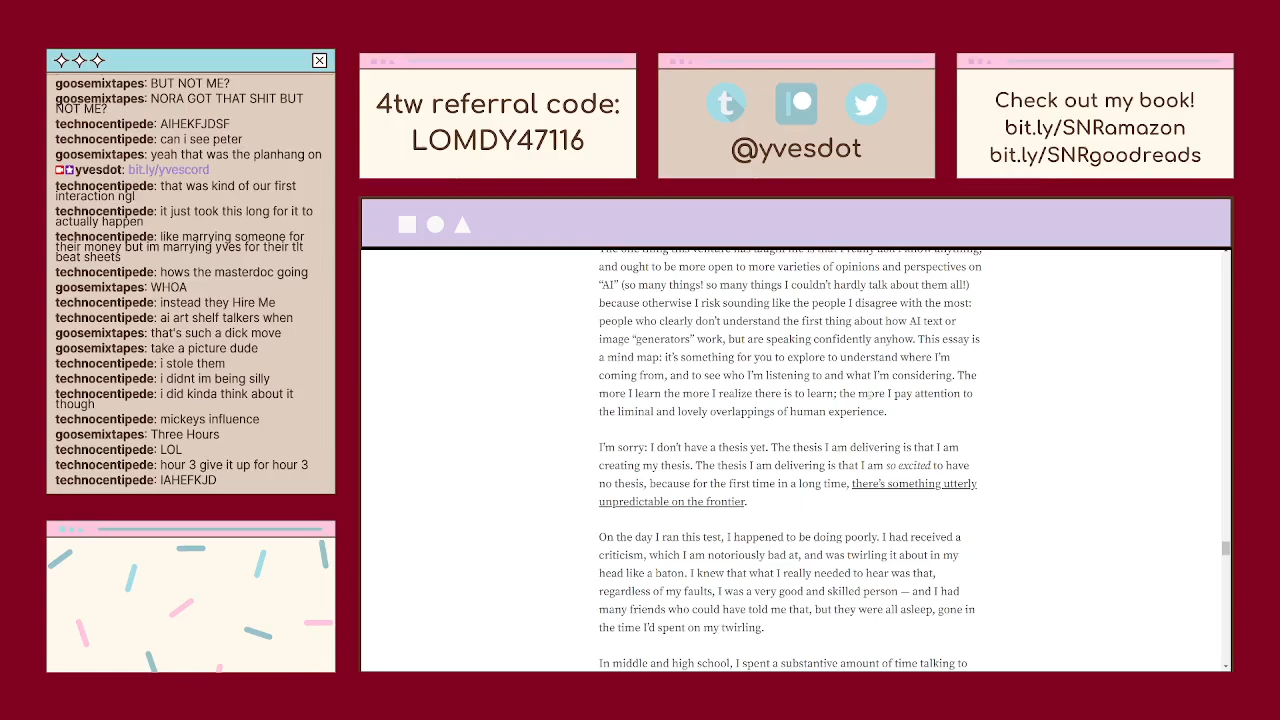 goosemixtapes: BUT NOT ME?
goosemixtapes: NORA GOT THAT SHIT BUT
NOT ME?
technocentipede: AIHEKFJDSF
technocentipede: can i see peter
goosemixtapes: yeah that was the planhang on
yvesdot: bit.ly/yvescord
technocentipede: that was kind of our first
interaction ngl
technocentipede: it just took this long for it to
actually happen
technocentipede: like marrying someone for
their money but im marrying yves for their tlt
beat sheets
technocentipede: hows the masterdoc going
goosemixtapes: WHOA
technocentipede: instead they Hire Me
technocentipede: ai art shelf talkers when
goosemixtapes: that's such a dick move
goosemixtapes: take a picture dude
technocentipede: i stole them
technocentipede: i didnt im being silly
technocentipede: i did kinda think about it
though
technocentipede: mickeys influence
goosemixtapes: Three Hours
technocentipede: LOL
technocentipede: hour 3 give it up for hour 3
technocentipede: IAHEFKJD
4tw referral code:
LOMDY47116
t
@yvesdot
Check out my book!
bit.ly/SNRamazon
bit.ly/SNRgoodreads
The one thing this venture has taught me is that I really ain't know anything,
and ought to be more open to more varieties of opinions and perspectives on
“AI” (so many things! so many things I couldn’t hardly talk about them all!)
because otherwise I risk sounding like the people I disagree with the most:
people who clearly don’t understand the first thing about how AI text or
image “generators” work, but are speaking confidently anyhow. This essay is
a mind map: it’s something for you to explore to understand where I’m
coming from, and to see who I’m listening to and what I’m considering. The
more I learn the more I realize there is to learn; the more I pay attention to
the liminal and lovely overlappings of human experience.
I’m sorry: I don’t have a thesis yet. The thesis I am delivering is that I am
creating my thesis. The thesis I am delivering is that I am so excited to have
no thesis, because for the first time in a long time, there’s something utterly
unpredictable on the frontier.
On the day I ran this test, I happened to be doing poorly. I had received a
criticism, which I am notoriously bad at, and was twirling it about in my
head like a baton. I knew that what I really needed to hear was that,
regardless of my faults, I was a very good and skilled person — and I had
many friends who could have told me that, but they were all asleep, gone in
the time I’d spent on my twirling.
In middle and high school, I spent a substantive amount of time talking to